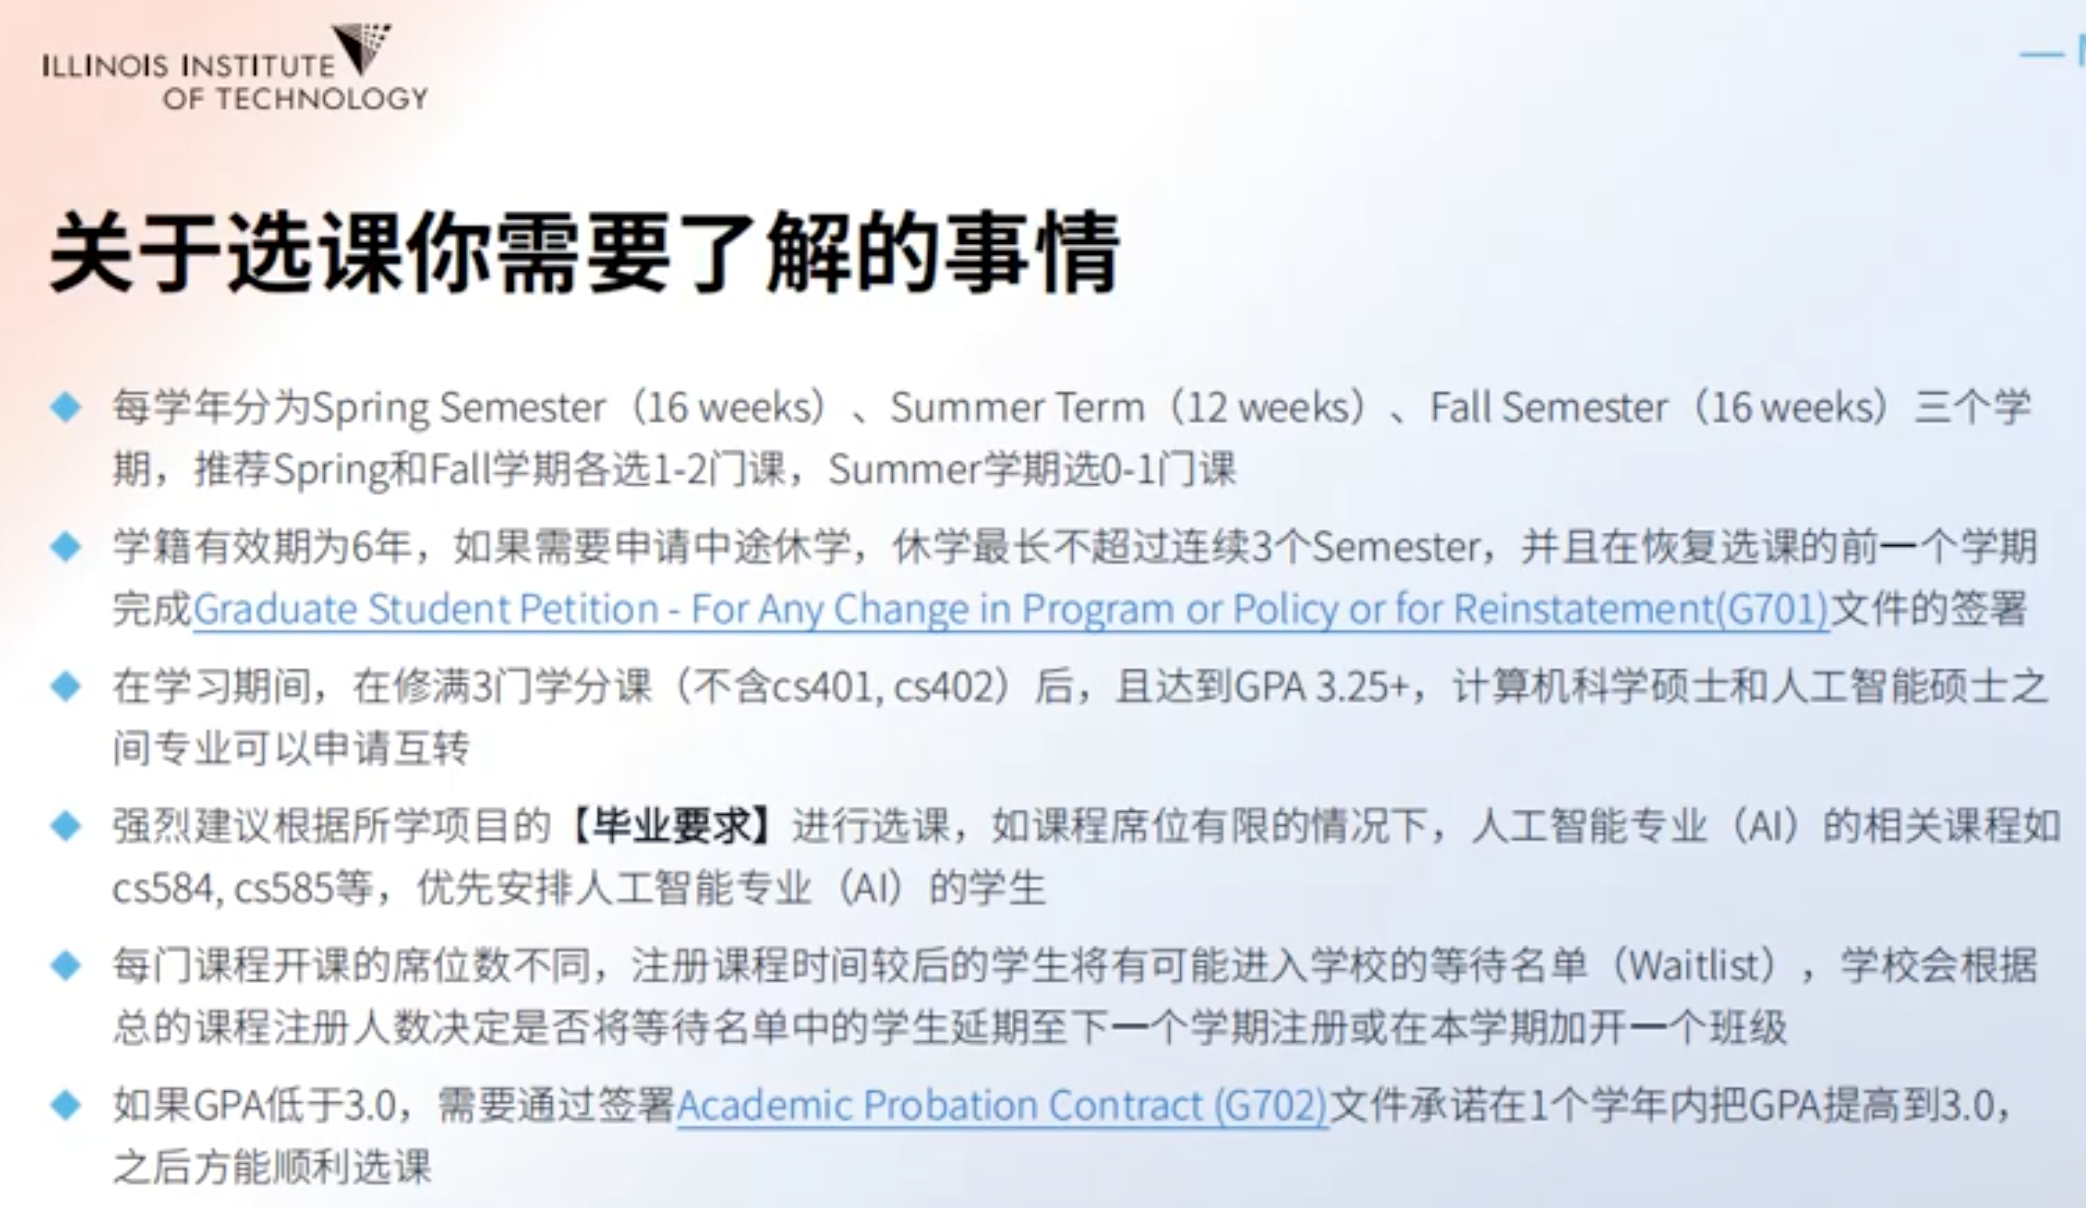 ILLINOIS INSTITUTE
OF TECHNOLOGY
关于选课你需要了解的事情
每学年分为Spring Semester（16 weeks）、Summer Term（12 weeks）、Fall Semester（16 weeks）三个学
期，推荐Spring和Fall学期各选1-2门课，Summer学期选0-1门课
学籍有效期为6年，如果需要申请中途休学，休学最长不超过连续3个Semester，并且在恢复选课的前一个学期
完成Graduate Student Petition - For Any Change in Program or Policy or for Reinstatement(G701)文件的签署
在学习期间，在修满3门学分课（不含cs401, cs402）后，且达到GPA 3.25+，计算机科学硕士和人工智能硕士之
间专业可以申请互转
强烈建议根据所学项目的【毕业要求】进行选课，如课程席位有限的情况下，人工智能专业（AI）的相关课程如
cs584, cs585等，优先安排人工智能专业（AI）的学生
每门课程开课的席位数不同，注册课程时间较后的学生将有可能进入学校的等待名单（Waitlist），学校会根据
总的课程注册人数决定是否将等待名单中的学生延期至下一个学期注册或在本学期加开一个班级
如果GPA低于3.0，需要通过签署Academic Probation Contract (G702)文件承诺在1个学年内把GPA提高到3.0，
之后方能顺利选课